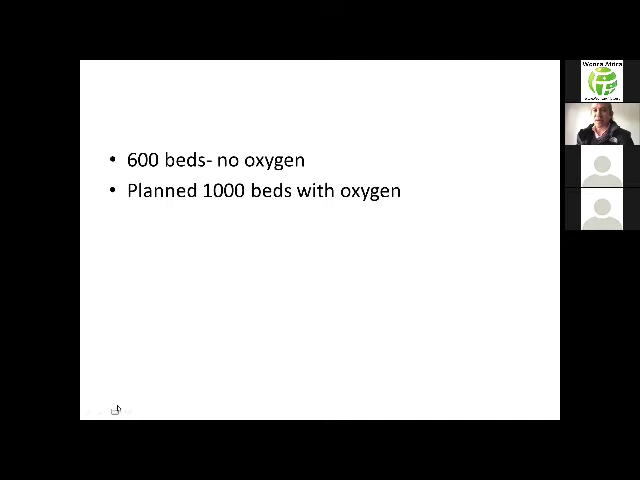 • 600 beds- no oxygen
• Planned 1000 beds with oxygen